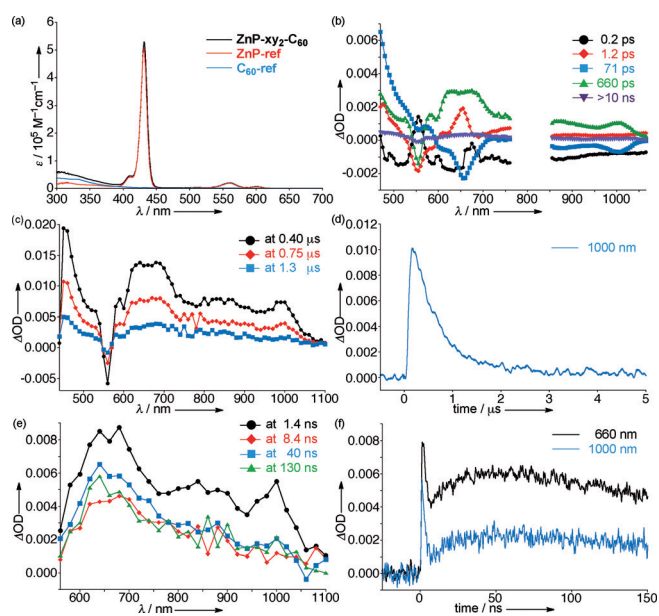 (a)
ZnP-xy₂-C₆₀
ZnP-ref
C₆₀-ref
ε / 10⁵ M⁻¹cm⁻¹
6
5
4
3
2
1
0
300 350 400 450 500 550 600 650 700
λ / nm
(b)
0.2 ps
1.2 ps
71 ps
660 ps
>10 ns
ΔOD
0.006
0.004
0.002
0.000
-0.002
500 600 700 800 900 1000
λ / nm
(c)
at 0.40 μs
at 0.75 μs
at 1.3 μs
ΔOD
0.020
0.015
0.010
0.005
0.000
-0.005
500 600 700 800 900 1000 1100
λ / nm
(d)
1000 nm
ΔOD
0.012
0.010
0.008
0.006
0.004
0.002
0.000
0 1 2 3 4 5
time / μs
(e)
at 1.4 ns
at 8.4 ns
at 40 ns
at 130 ns
ΔOD
0.008
0.006
0.004
0.002
0.000
600 700 800 900 1000 1100
λ / nm
(f)
660 nm
1000 nm
ΔOD
0.008
0.006
0.004
0.002
0.000
0 50 100 150
time / ns